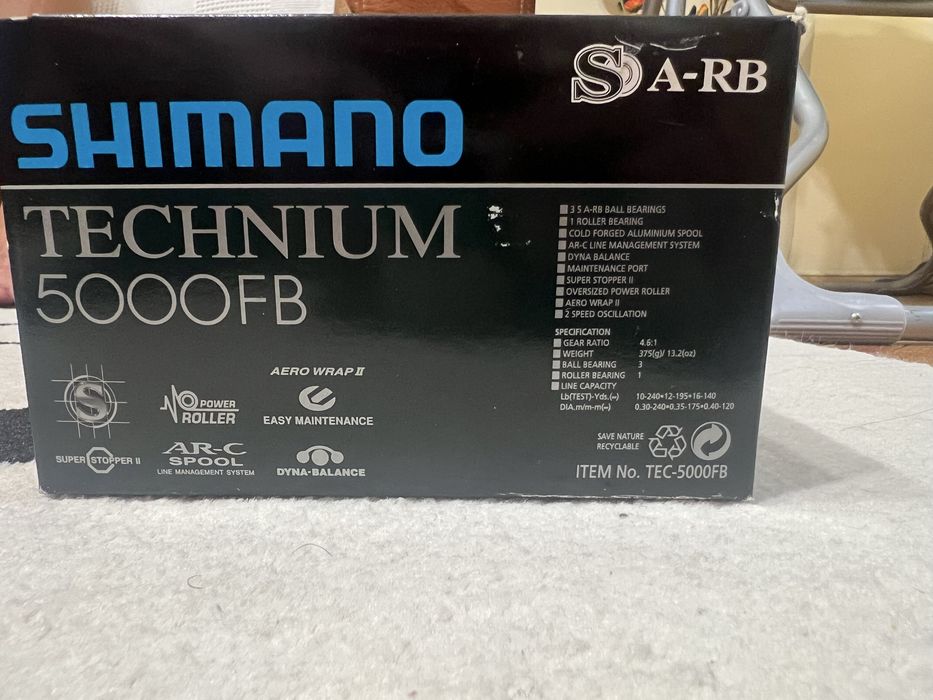 S A-RB
SHIMANO
TECHNIUM
5000FB
3 S A-RB BALL BEARINGS
1 ROLLER BEARING
COLD FORGED ALUMINIUM SPOOL
AR-C LINE MANAGEMENT SYSTEM
DYNA BALANCE
MAINTENANCE PORT
SUPER STOPPER II
OVERSIZED POWER ROLLER
AERO WRAP II
2 SPEED OSCILLATION
SPECIFICATION
GEAR RATIO 4.6:1
WEIGHT 375(g)/ 13.2(oz)
BALL BEARING 3
ROLLER BEARING 1
LINE CAPACITY
Lb(TEST)-Yds.(∞) 10-240•12-195•16-140
DIA.m/m-m(∞) 0.30-240•0.35-175•0.40-120
S
POWER
ROLLER
AERO WRAP II
EASY MAINTENANCE
SUPER STOPPER II
AR-C
SPOOL
LINE MANAGEMENT SYSTEM
DYNA-BALANCE
SAVE NATURE
RECYCLABLE
ITEM No. TEC-5000FB